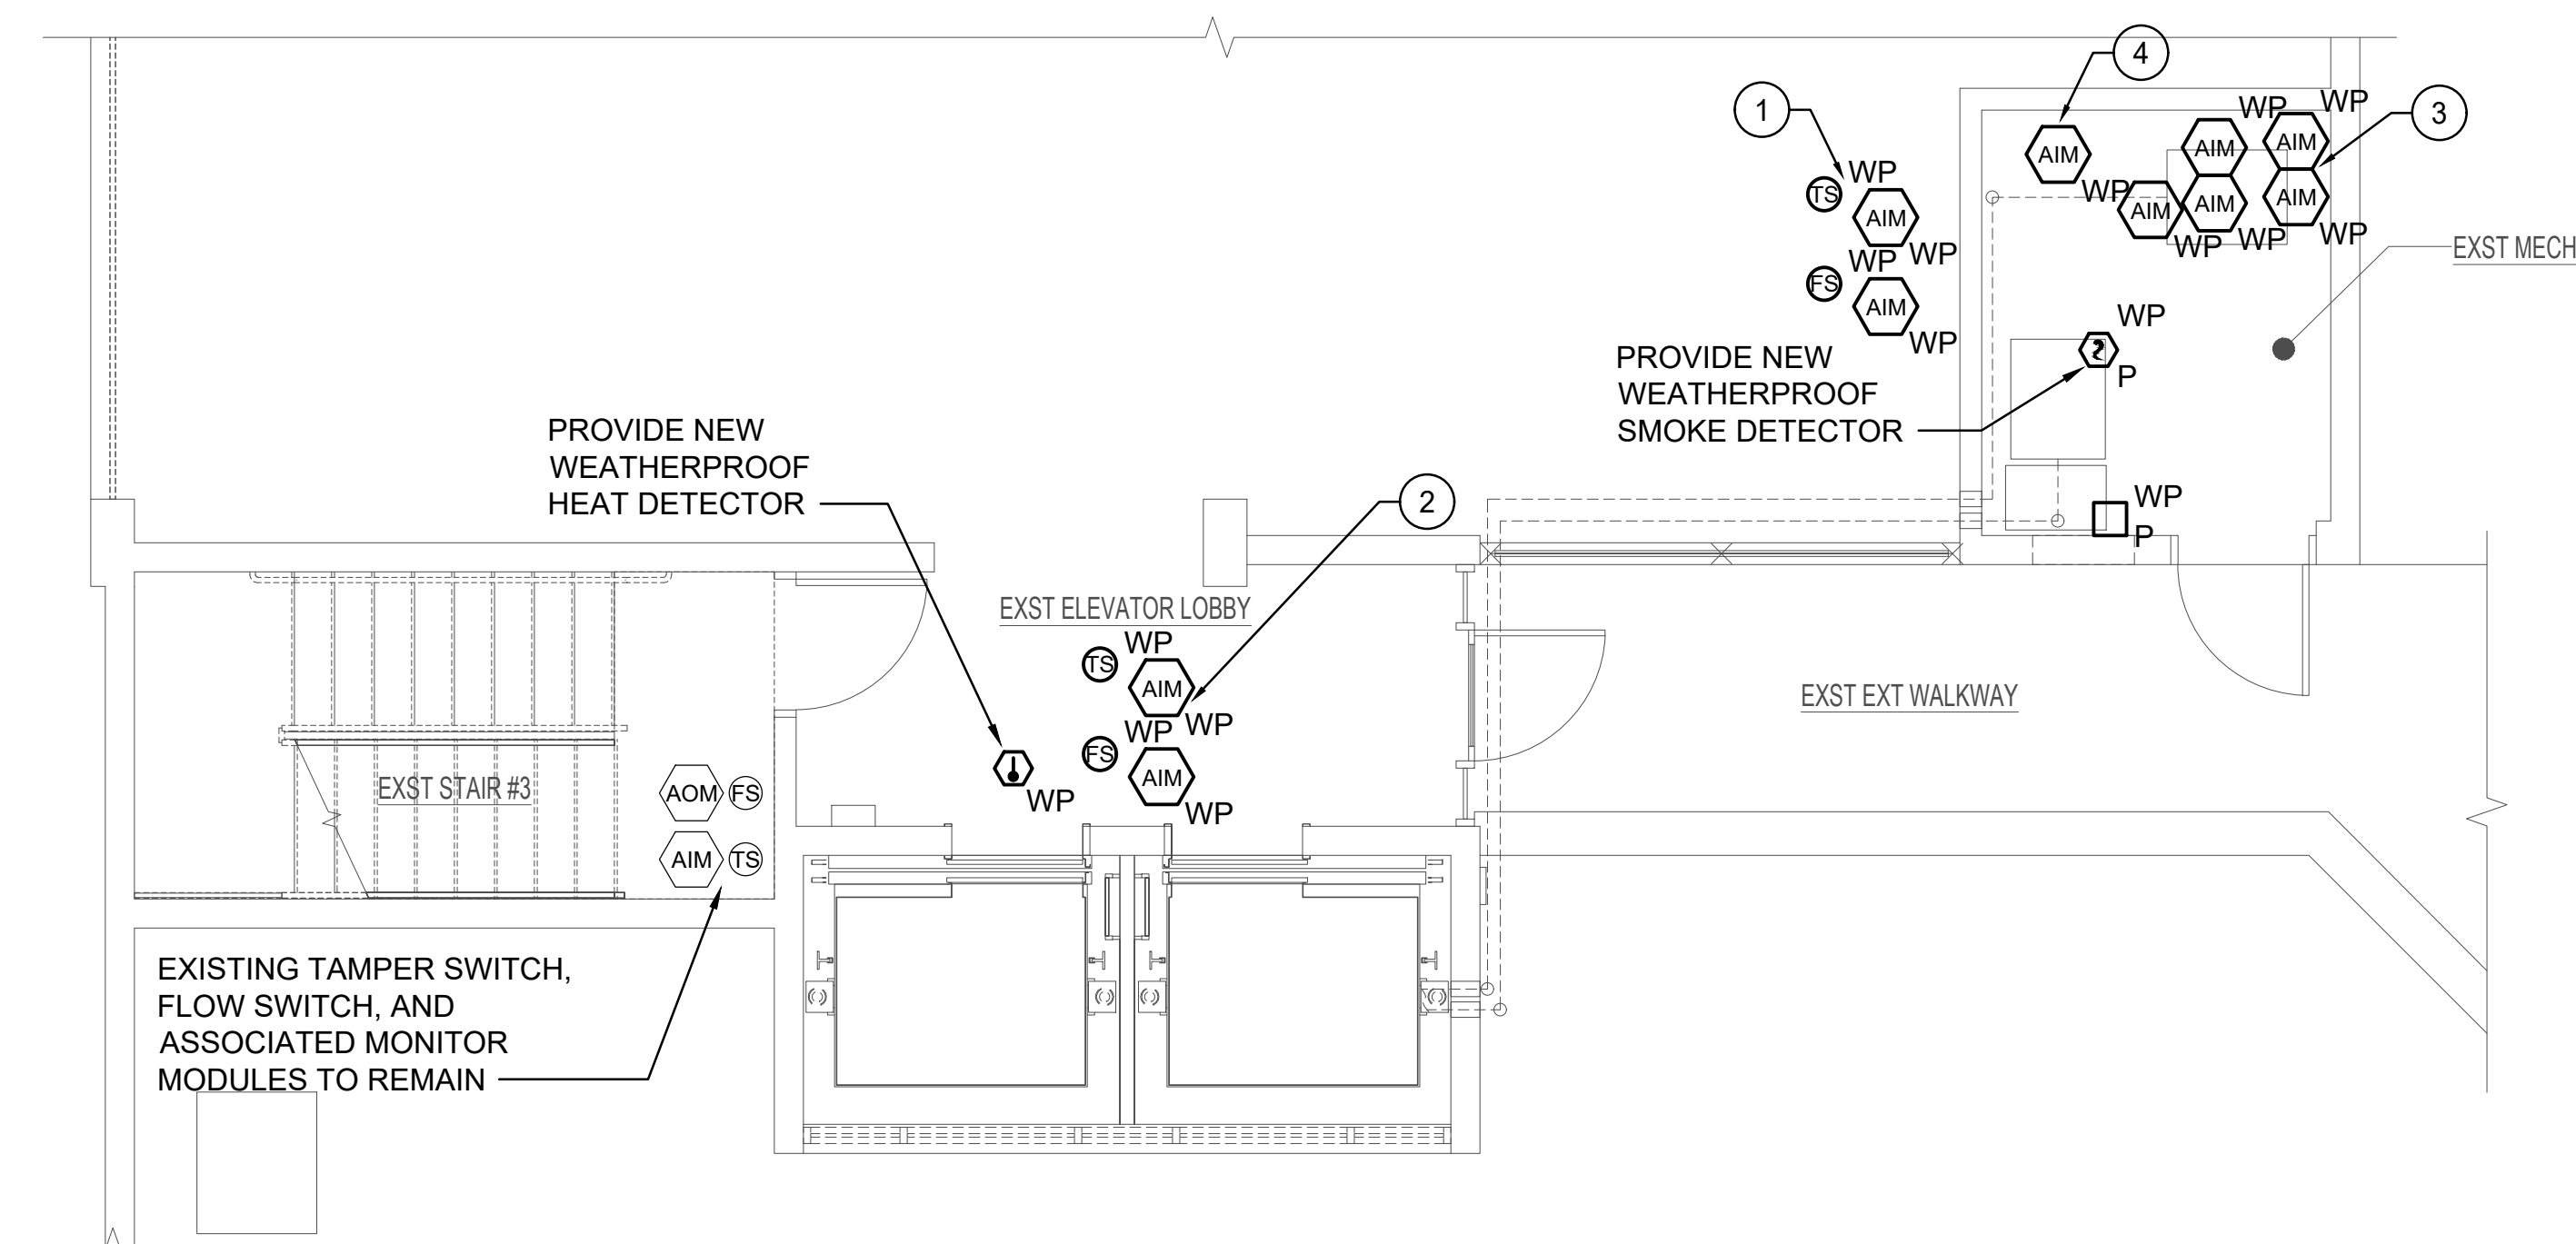 4
1
3
WP
WP
AIM
AIM
AIM
WP
AIM
AIM
AIM
WP
WP
WP
TS
WP
AIM
WP
FS
WP
AIM
WP
EXST MECH
PROVIDE NEW
WEATHERPROOF
SMOKE DETECTOR
WP
P
WP
P
PROVIDE NEW
WEATHERPROOF
HEAT DETECTOR
2
EXST ELEVATOR LOBBY
TS
WP
AIM
WP
FS
WP
AIM
WP
WP
EXST EXT WALKWAY
EXST STAIR #3
AOM
FS
AIM
TS
EXISTING TAMPER SWITCH,
FLOW SWITCH, AND
ASSOCIATED MONITOR
MODULES TO REMAIN